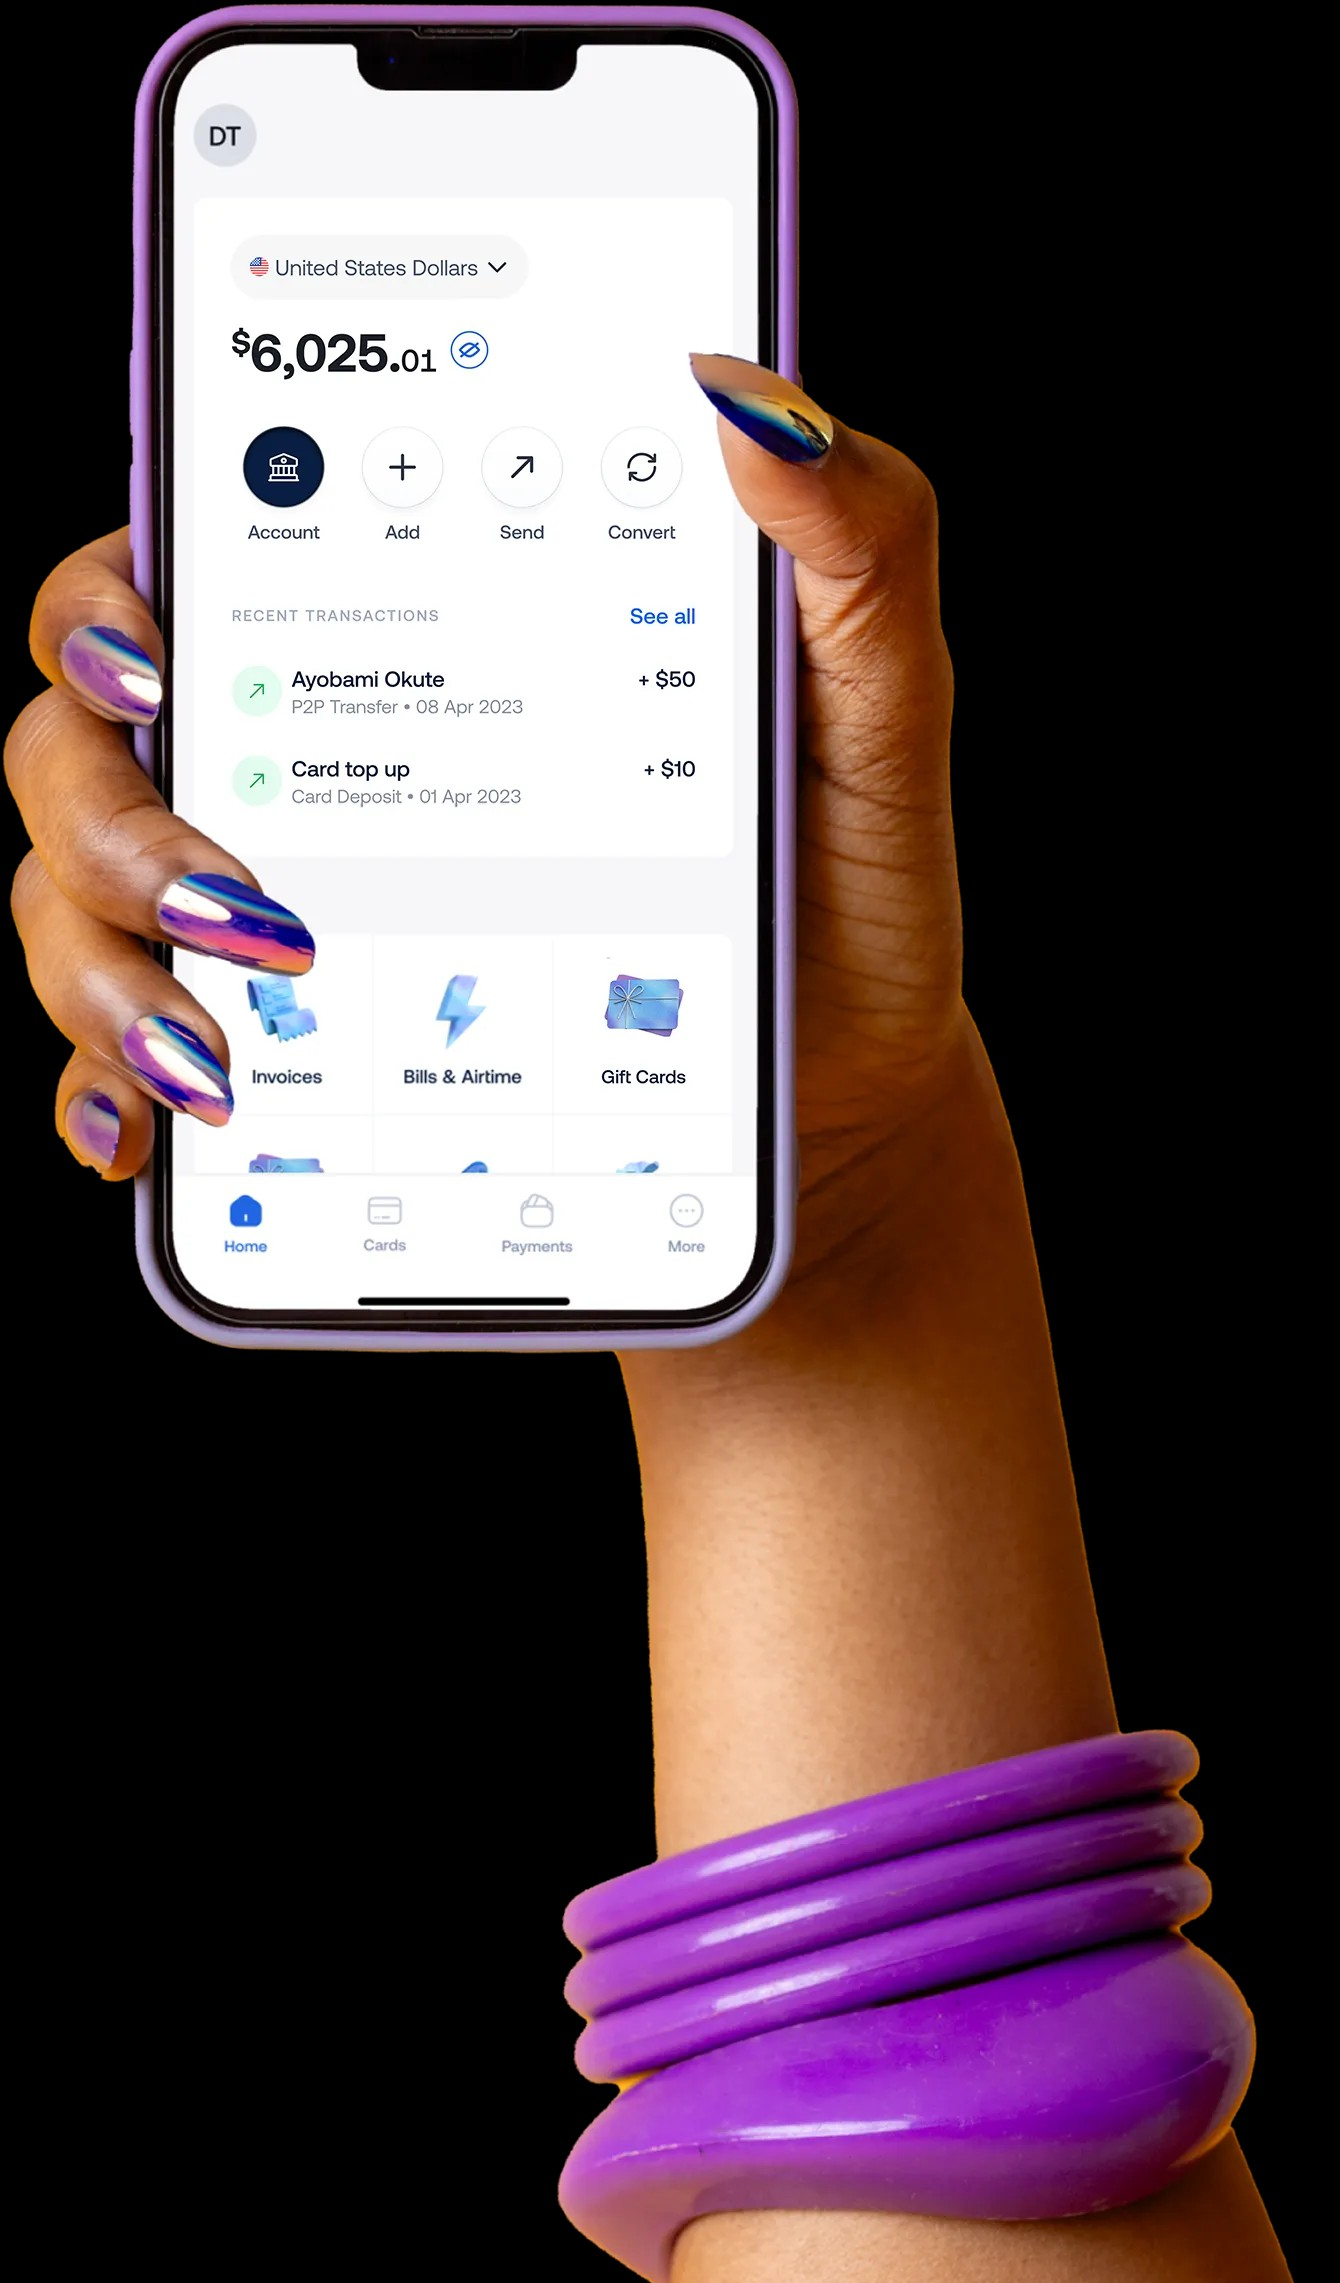 DT
United States Dollars
$6,025.01
Account Add Send Convert
RECENT TRANSACTIONS See all
Ayobami Okute + $50
P2P Transfer • 08 Apr 2023
Card top up + $10
Card Deposit • 01 Apr 2023
Invoices Bills & Airtime Gift Cards
Home Cards Payments More